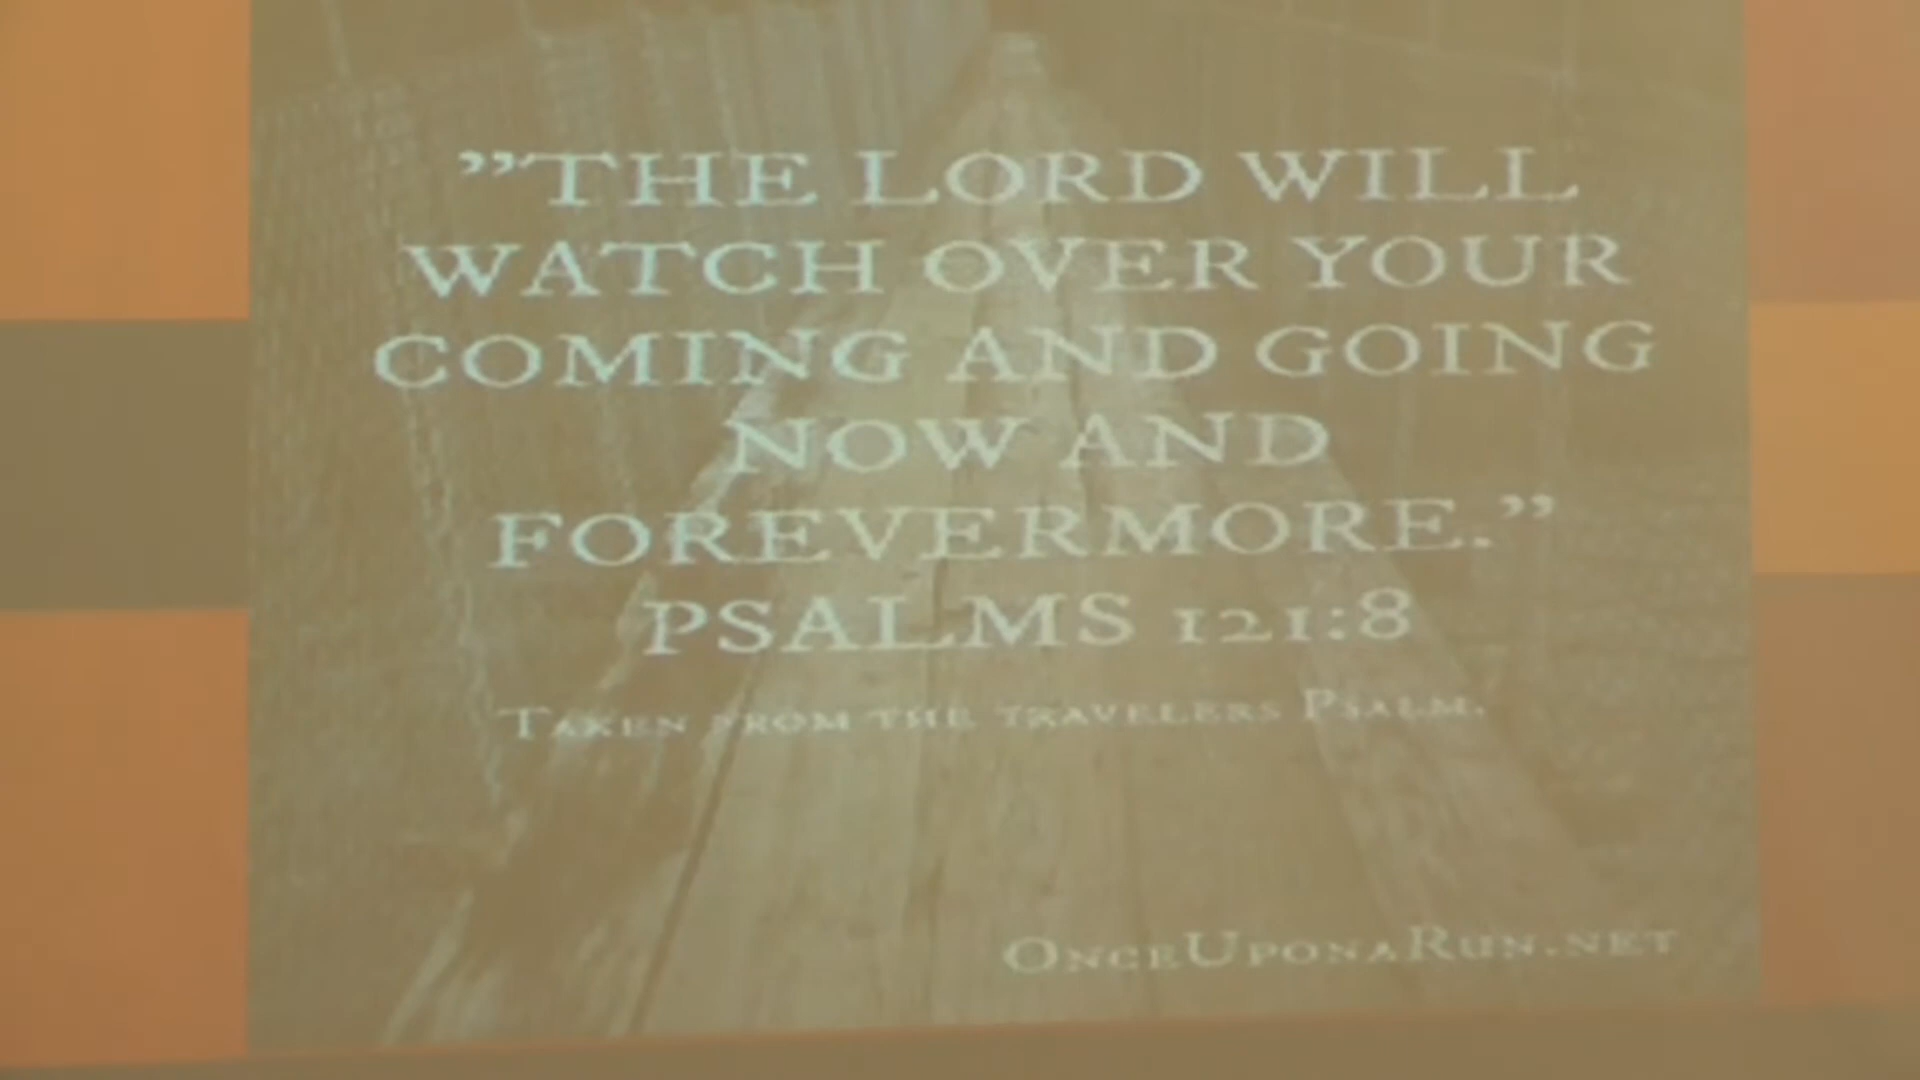 ”THE LORD WILL
WATCH OVER YOUR
COMING AND GOING
NOW AND
FOREVERMORE.”
PSALMS 121:8
TAKEN FROM THE TRAVELERS PSALM.
ONCEUPONARUN.NET